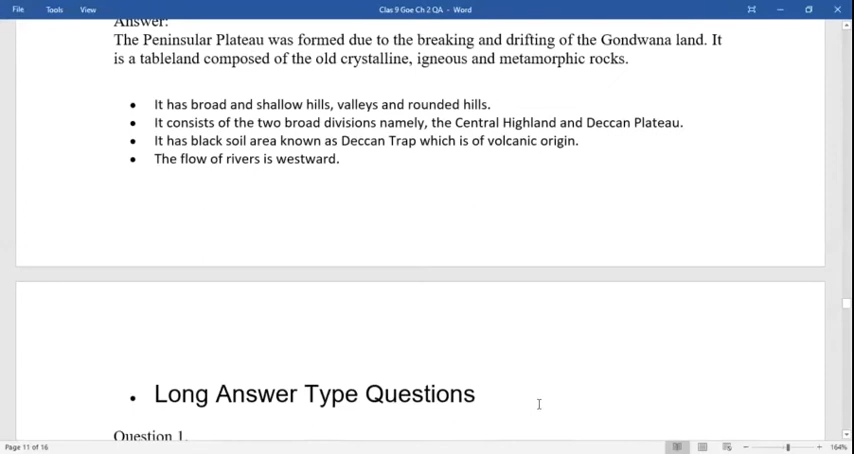 File Tools View Clas 9 Goe Ch 2 QA - Word
Answer:
The Peninsular Plateau was formed due to the breaking and drifting of the Gondwana land. It
is a tableland composed of the old crystalline, igneous and metamorphic rocks.
• It has broad and shallow hills, valleys and rounded hills.
• It consists of the two broad divisions namely, the Central Highland and Deccan Plateau.
• It has black soil area known as Deccan Trap which is of volcanic origin.
• The flow of rivers is westward.
• Long Answer Type Questions
Question 1.
Page 11 of 16 164%